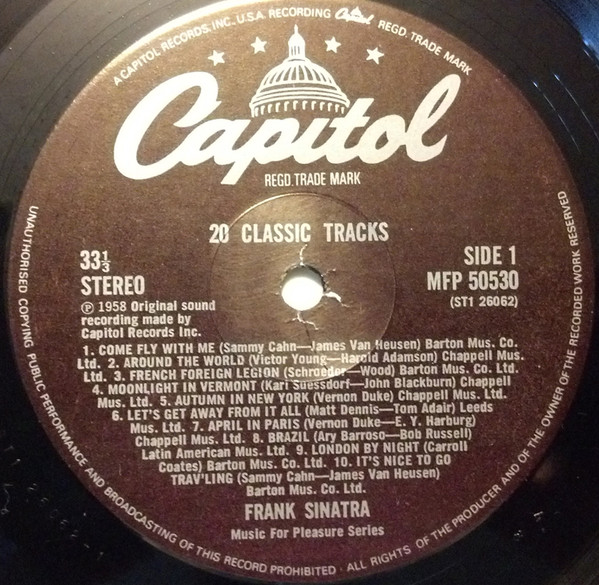 A CAPITOL RECORDS, INC., U.S.A. RECORDING Capitol REGD. TRADE MARK
Capitol
REGD. TRADE MARK
20 CLASSIC TRACKS
33⅓
STEREO
SIDE 1
MFP 50530
(ST1 26062)
Ⓟ 1958 Original sound
recording made by
Capitol Records Inc.
1. COME FLY WITH ME (Sammy Cahn—James Van Heusen) Barton Mus. Co.
Ltd. 2. AROUND THE WORLD (Victor Young—Harold Adamson) Chappell Mus.
Ltd. 3. FRENCH FOREIGN LEGION (Schroeder—Wood) Barton Mus. Co. Ltd.
4. MOONLIGHT IN VERMONT (Karl Suessdorf—John Blackburn) Chappell
Mus. Ltd. 5. AUTUMN IN NEW YORK (Vernon Duke) Chappell Mus. Ltd.
6. LET'S GET AWAY FROM IT ALL (Matt Dennis—Tom Adair) Leeds
Mus. Ltd. 7. APRIL IN PARIS (Vernon Duke—E. Y. Harburg)
Chappell Mus. Ltd. 8. BRAZIL (Ary Barroso—Bob Russell)
Latin American Mus. Ltd. 9. LONDON BY NIGHT (Carroll
Coates) Barton Mus. Co. Ltd. 10. IT'S NICE TO GO
TRAV'LING (Sammy Cahn—James Van Heusen)
Barton Mus. Co. Ltd.
FRANK SINATRA
Music For Pleasure Series
UNAUTHORISED COPYING PUBLIC PERFORMANCE AND BROADCASTING OF THIS RECORD PROHIBITED · ALL RIGHTS OF THE PRODUCER AND OF THE OWNER OF THE RECORDED WORK RESERVED